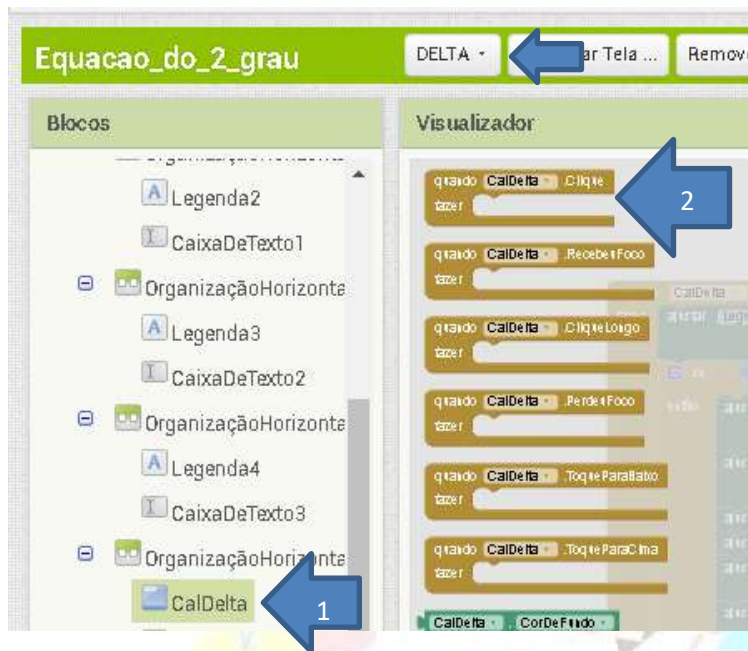 Equacao_do_2_grau
DELTA
ar Tela ...
Remov
Blocos
Visualizador
Legenda2
CaixaDeTexto1
OrganizaçãoHorizonta
Legenda3
CaixaDeTexto2
OrganizaçãoHorizonta
Legenda4
CaixaDeTexto3
OrganizaçãoHorizonta
CalDelta
1
quando CalDelta .Clique
fazer
2
quando CalDelta .ReceberFoco
fazer
quando CalDelta .CliqueLongo
fazer
quando CalDelta .PerderFoco
fazer
quando CalDelta .ToqueParaBaixo
fazer
quando CalDelta .ToqueParaCima
fazer
CalDelta . CorDeFundo
CalDelta
ajustar